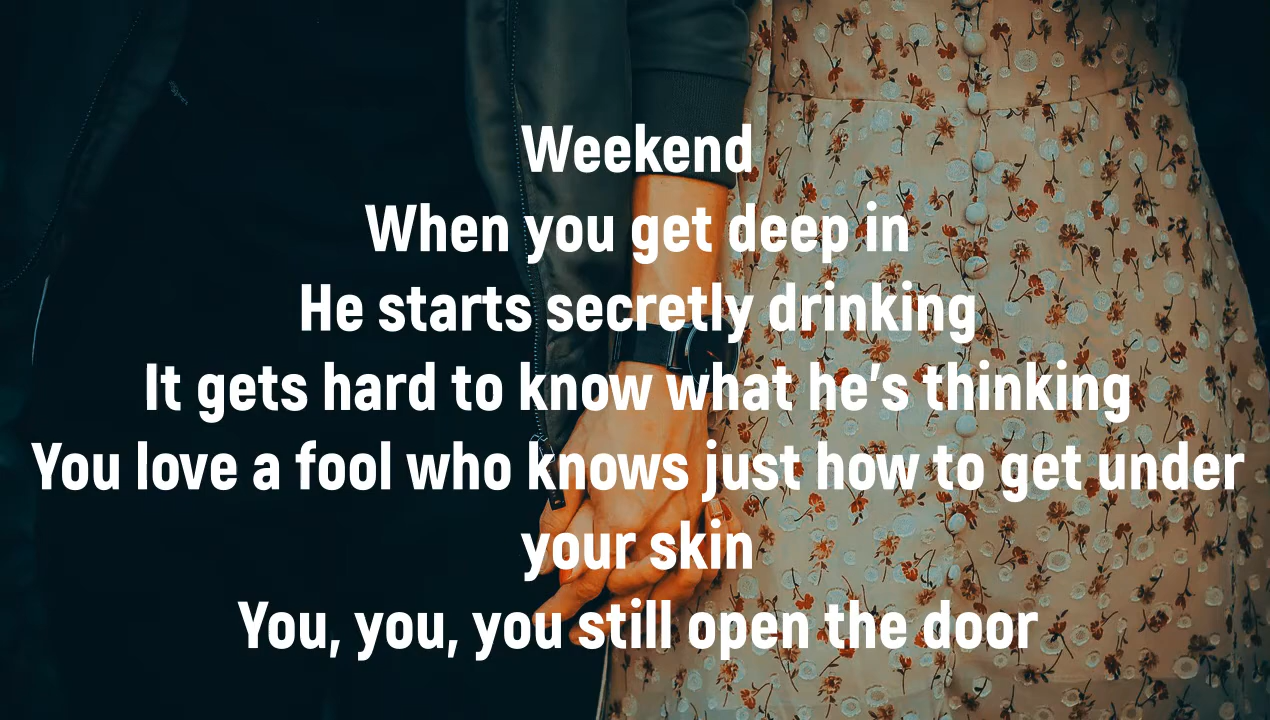 Weekend
When you get deep in
He starts secretly drinking
It gets hard to know what he's thinking
You love a fool who knows just how to get under
your skin
You, you, you still open the door